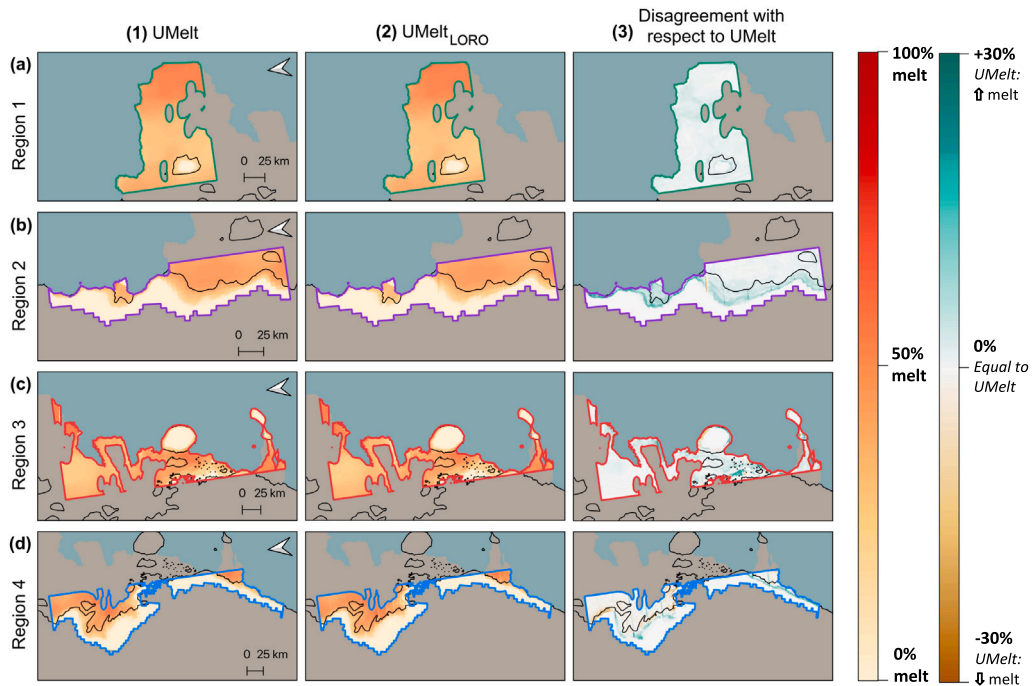 (1) UMelt
(2) UMelt_LORO
Disagreement with
(3) respect to UMelt
(a)
Region 1
0 25 km
(b)
Region 2
0 25 km
(c)
Region 3
0 25 km
(d)
Region 4
0 25 km
100%
melt
50%
melt
0%
melt
+30%
UMelt:
⇧ melt
0%
Equal to
UMelt
-30%
UMelt:
⇩ melt